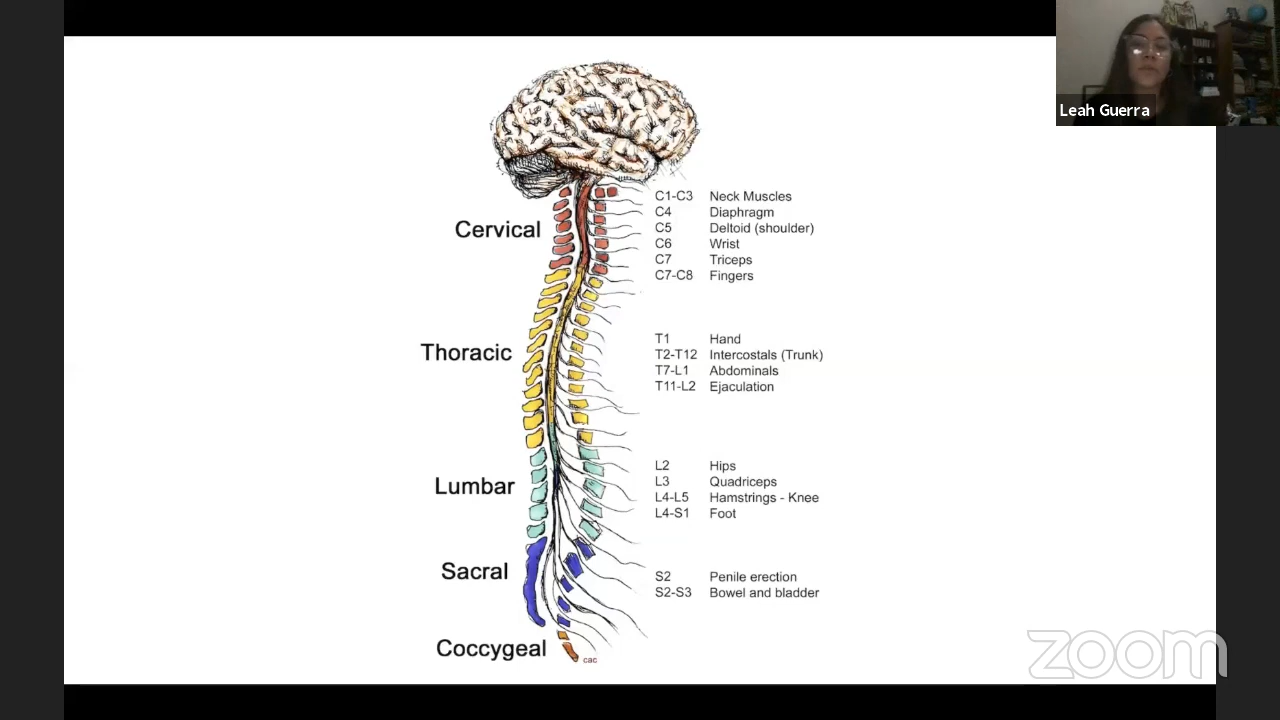 Leah Guerra
Cervical
C1-C3 Neck Muscles
C4 Diaphragm
C5 Deltoid (shoulder)
C6 Wrist
C7 Triceps
C7-C8 Fingers
Thoracic
T1 Hand
T2-T12 Intercostals (Trunk)
T7-L1 Abdominals
T11-L2 Ejaculation
Lumbar
L2 Hips
L3 Quadriceps
L4-L5 Hamstrings - Knee
L4-S1 Foot
Sacral
S2 Penile erection
S2-S3 Bowel and bladder
Coccygeal
cac
zoom